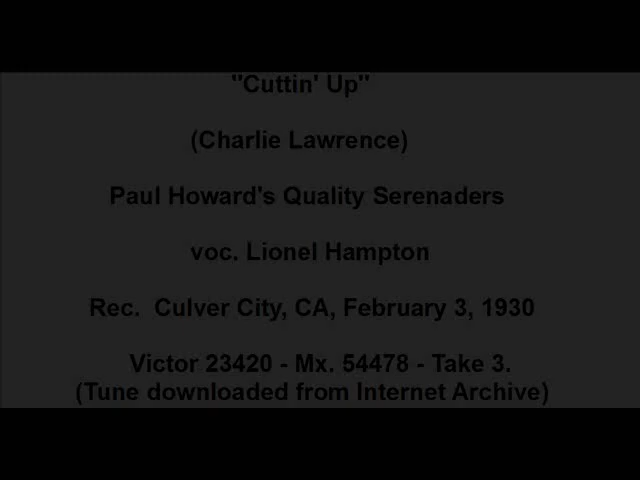 "Cuttin' Up"
(Charlie Lawrence)
Paul Howard's Quality Serenaders
voc. Lionel Hampton
Rec.  Culver City, CA, February 3, 1930
Victor 23420 - Mx. 54478 - Take 3.
(Tune downloaded from Internet Archive)